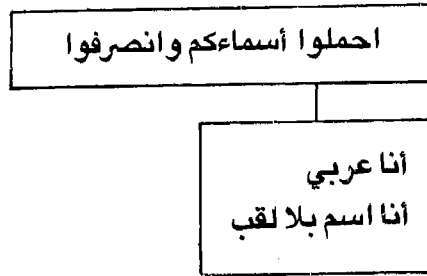 احملوا أسماءكم وانصرفوا
أنا عربي
أنا اسم بلا لقب